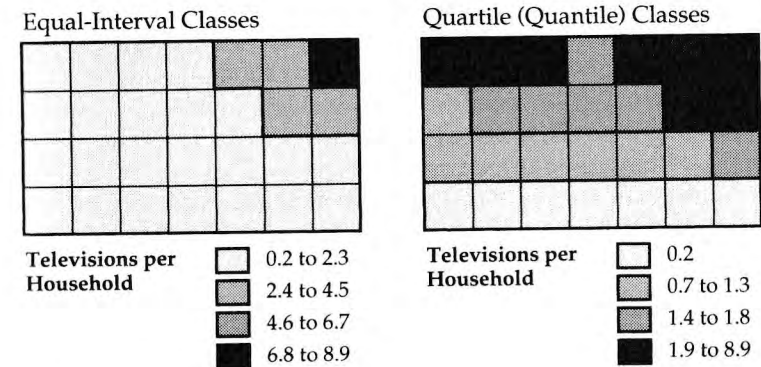 Equal-Interval Classes
Televisions per
Household
0.2 to 2.3
2.4 to 4.5
4.6 to 6.7
6.8 to 8.9
Quartile (Quantile) Classes
Televisions per
Household
0.2
0.7 to 1.3
1.4 to 1.8
1.9 to 8.9